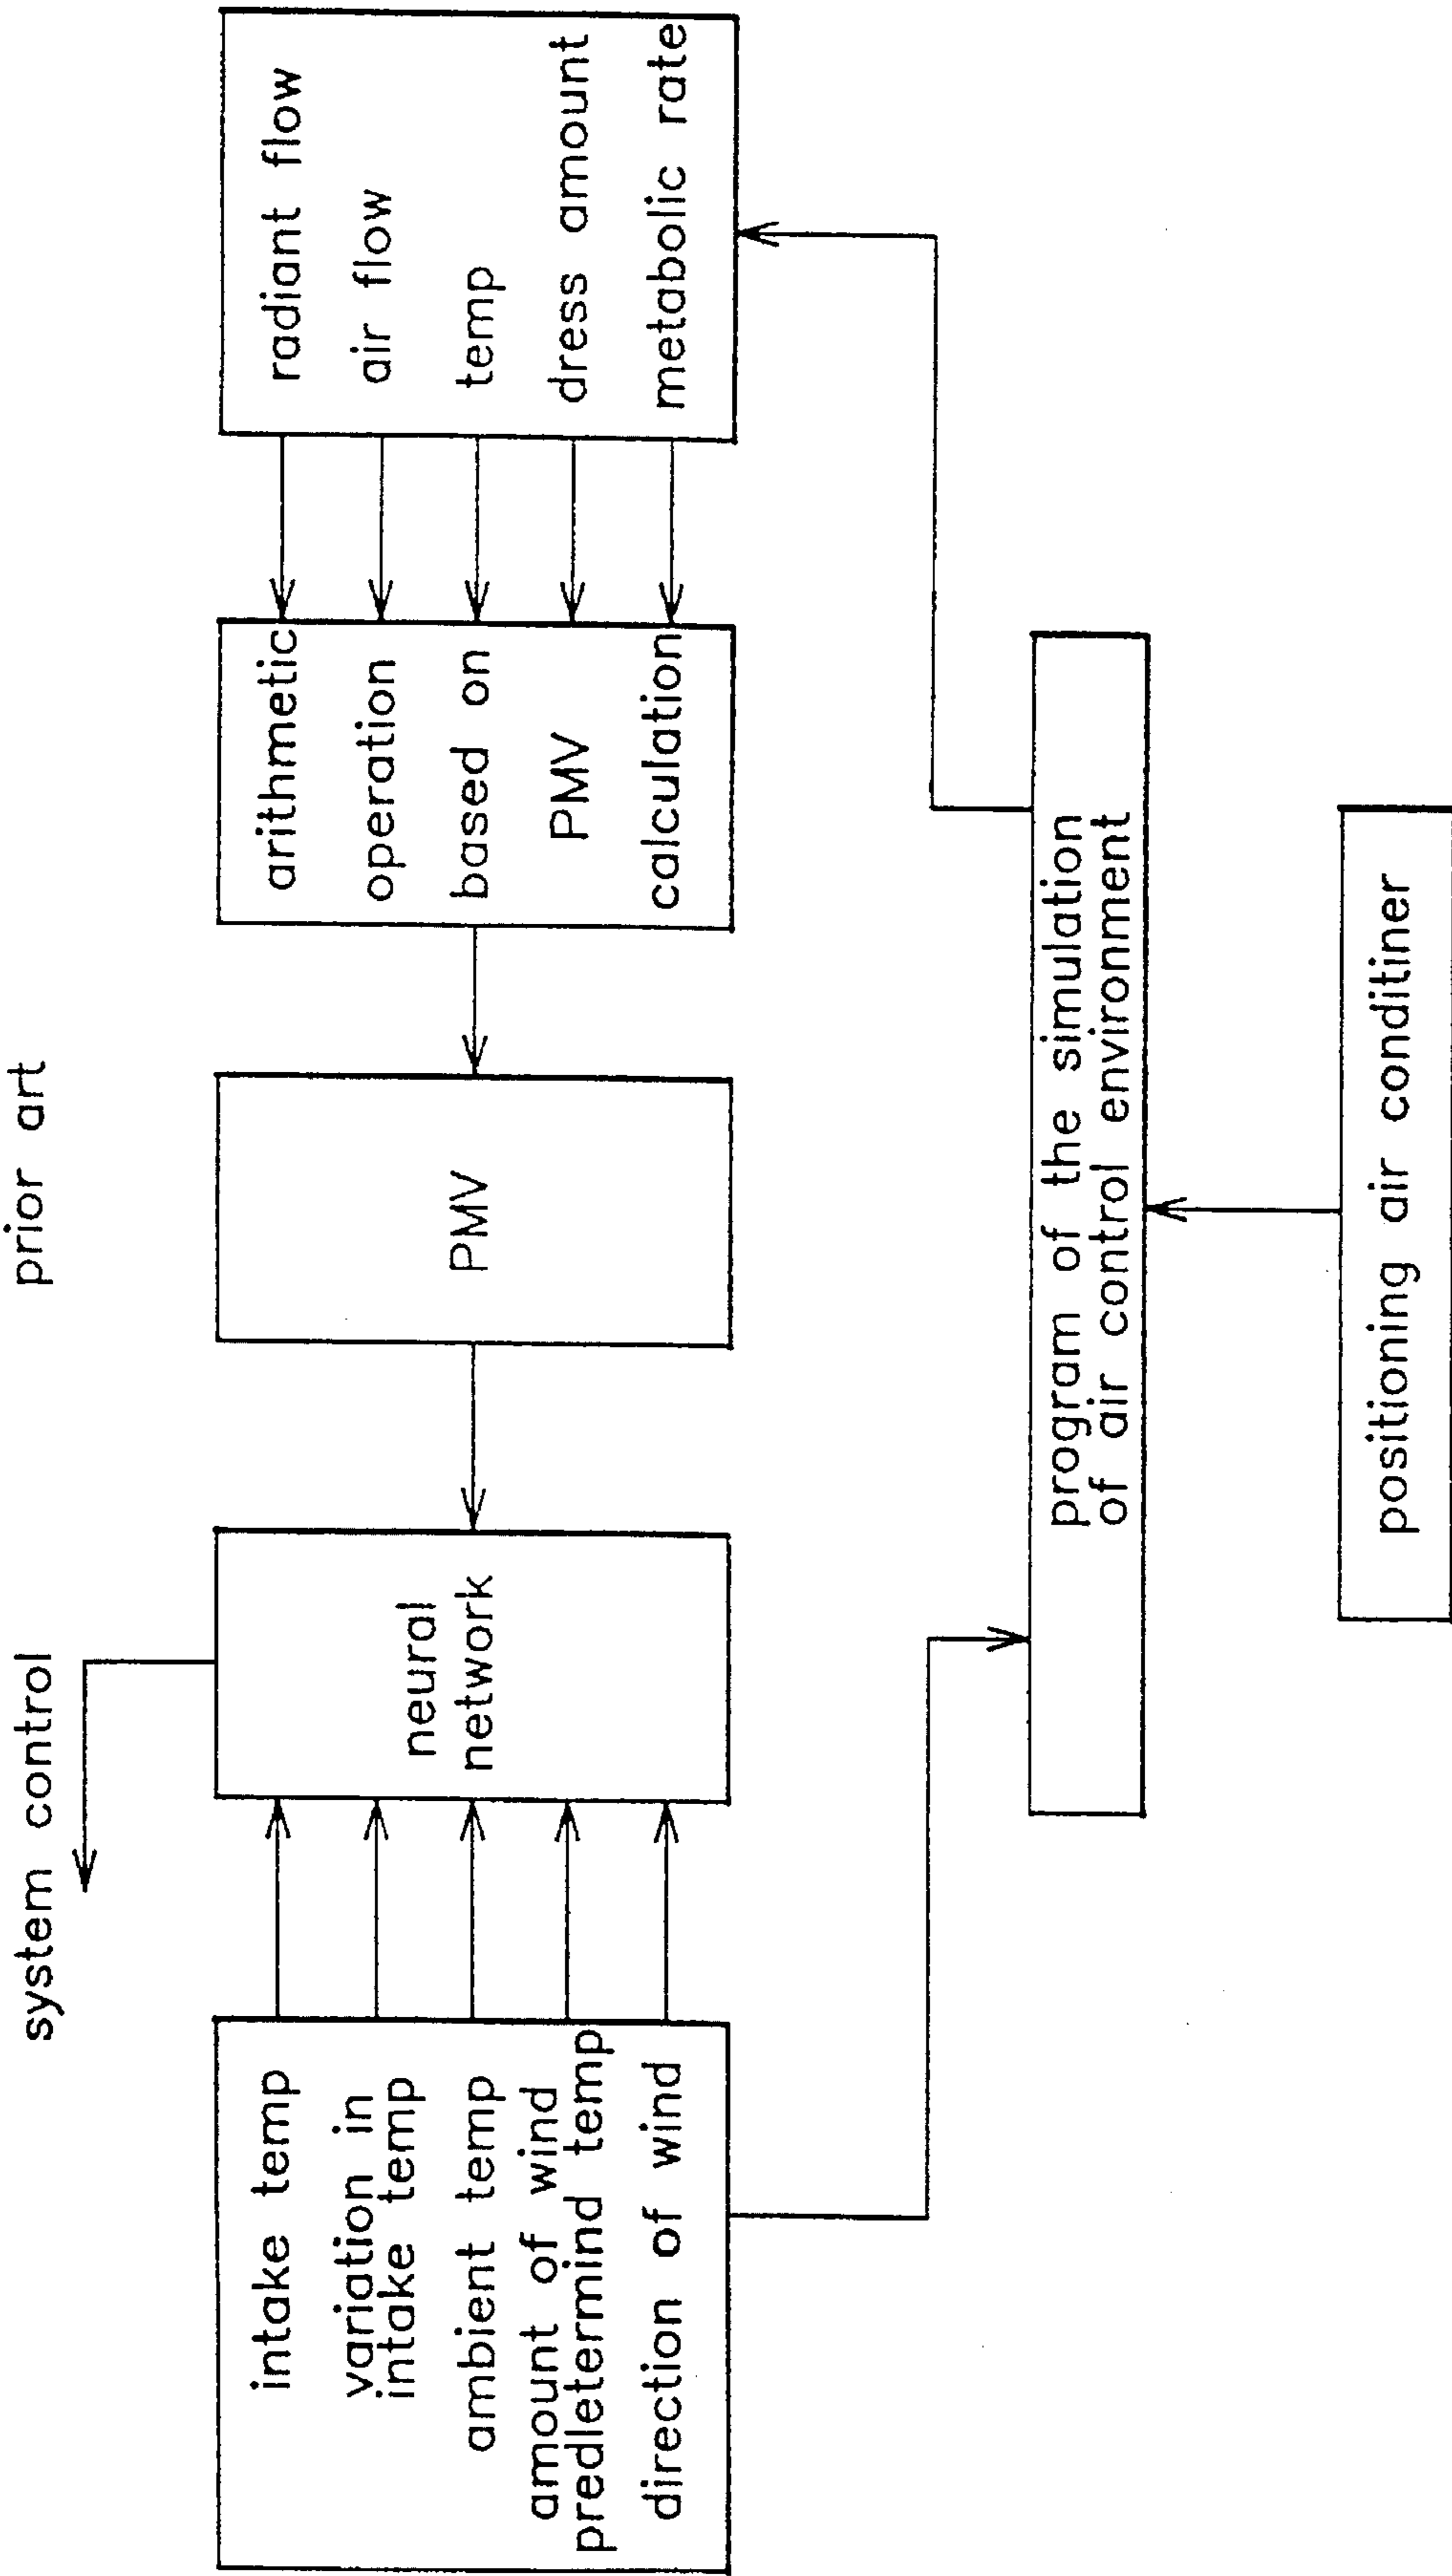 prior art
system control
intake temp
variation in
intake temp
ambient temp
amount of wind
predletermind temp
direction of wind
neural
network
PMV
arithmetic
operation
based on
PMV
calculation
radiant flow
air flow
temp
dress amount
metabolic rate
program of the simulation
of air control environment
positioning air conditiner